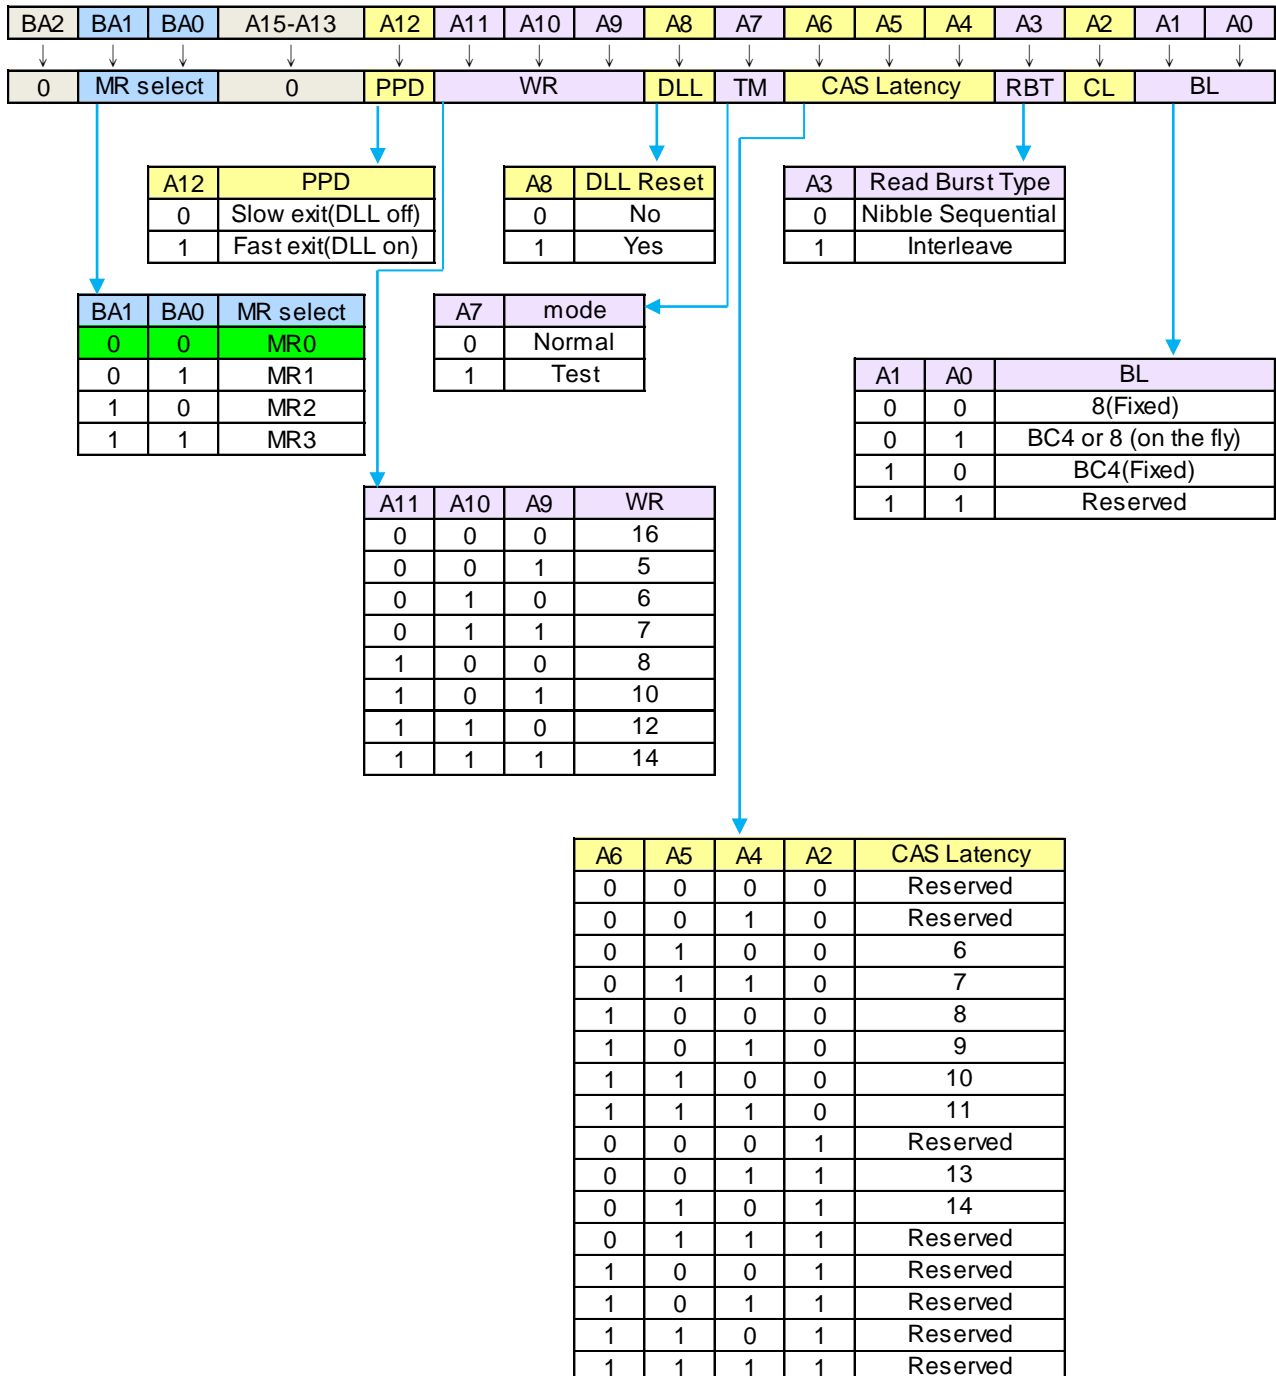 BA2 BA1 BA0 A15-A13 A12 A11 A10 A9 A8 A7 A6 A5 A4 A3 A2 A1 A0
0 MR select 0 PPD WR DLL TM CAS Latency RBT CL BL
A12 PPD
0 Slow exit(DLL off)
1 Fast exit(DLL on)
A8 DLL Reset
0 No
1 Yes
A3 Read Burst Type
0 Nibble Sequential
1 Interleave
BA1 BA0 MR select
0 0 MR0
0 1 MR1
1 0 MR2
1 1 MR3
A7 mode
0 Normal
1 Test
A1 A0 BL
0 0 8(Fixed)
0 1 BC4 or 8 (on the fly)
1 0 BC4(Fixed)
1 1 Reserved
A11 A10 A9 WR
0 0 0 16
0 0 1 5
0 1 0 6
0 1 1 7
1 0 0 8
1 0 1 10
1 1 0 12
1 1 1 14
A6 A5 A4 A2 CAS Latency
0 0 0 0 Reserved
0 0 1 0 Reserved
0 1 0 0 6
0 1 1 0 7
1 0 0 0 8
1 0 1 0 9
1 1 0 0 10
1 1 1 0 11
0 0 0 1 Reserved
0 0 1 1 13
0 1 0 1 14
0 1 1 1 Reserved
1 0 0 1 Reserved
1 0 1 1 Reserved
1 1 0 1 Reserved
1 1 1 1 Reserved